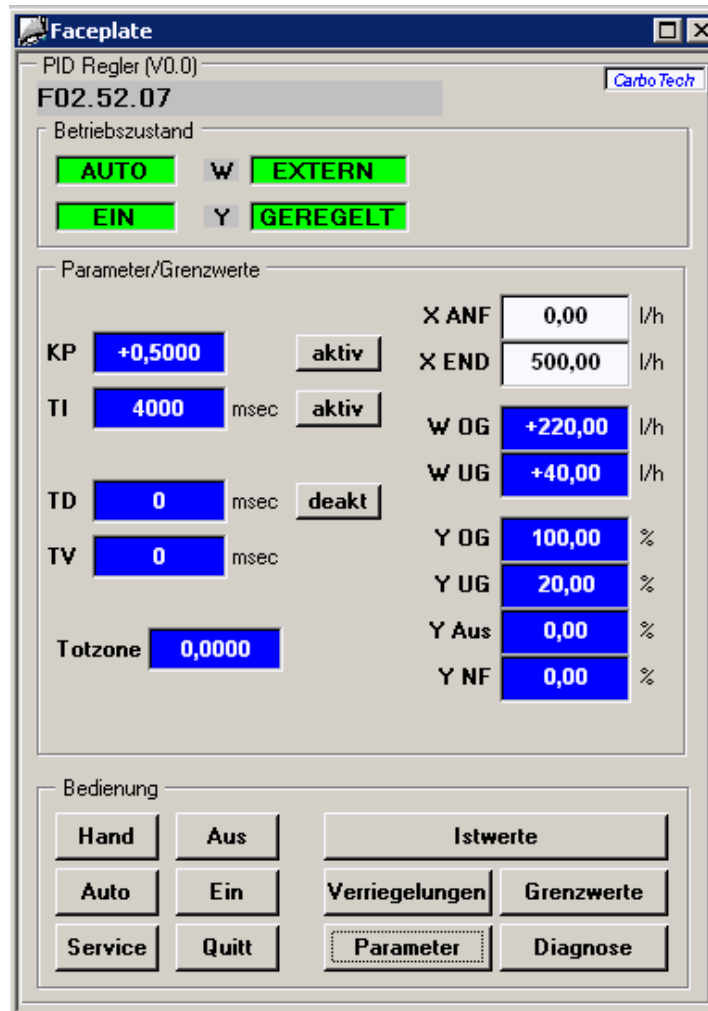 Faceplate
PID Regler (V0.0)
CarboTech
F02.52.07
Betriebszustand
AUTO W EXTERN
EIN Y GEREGELT
Parameter/Grenzwerte
X ANF 0,00 l/h
KP +0,5000 aktiv
X END 500,00 l/h
TI 4000 msec aktiv
W OG +220,00 l/h
W UG +40,00 l/h
TD 0 msec deakt
Y OG 100,00 %
TV 0 msec
Y UG 20,00 %
Y Aus 0,00 %
Totzone 0,0000
Y NF 0,00 %
Bedienung
Hand Aus Istwerte
Auto Ein Verriegelungen Grenzwerte
Service Quitt Parameter Diagnose